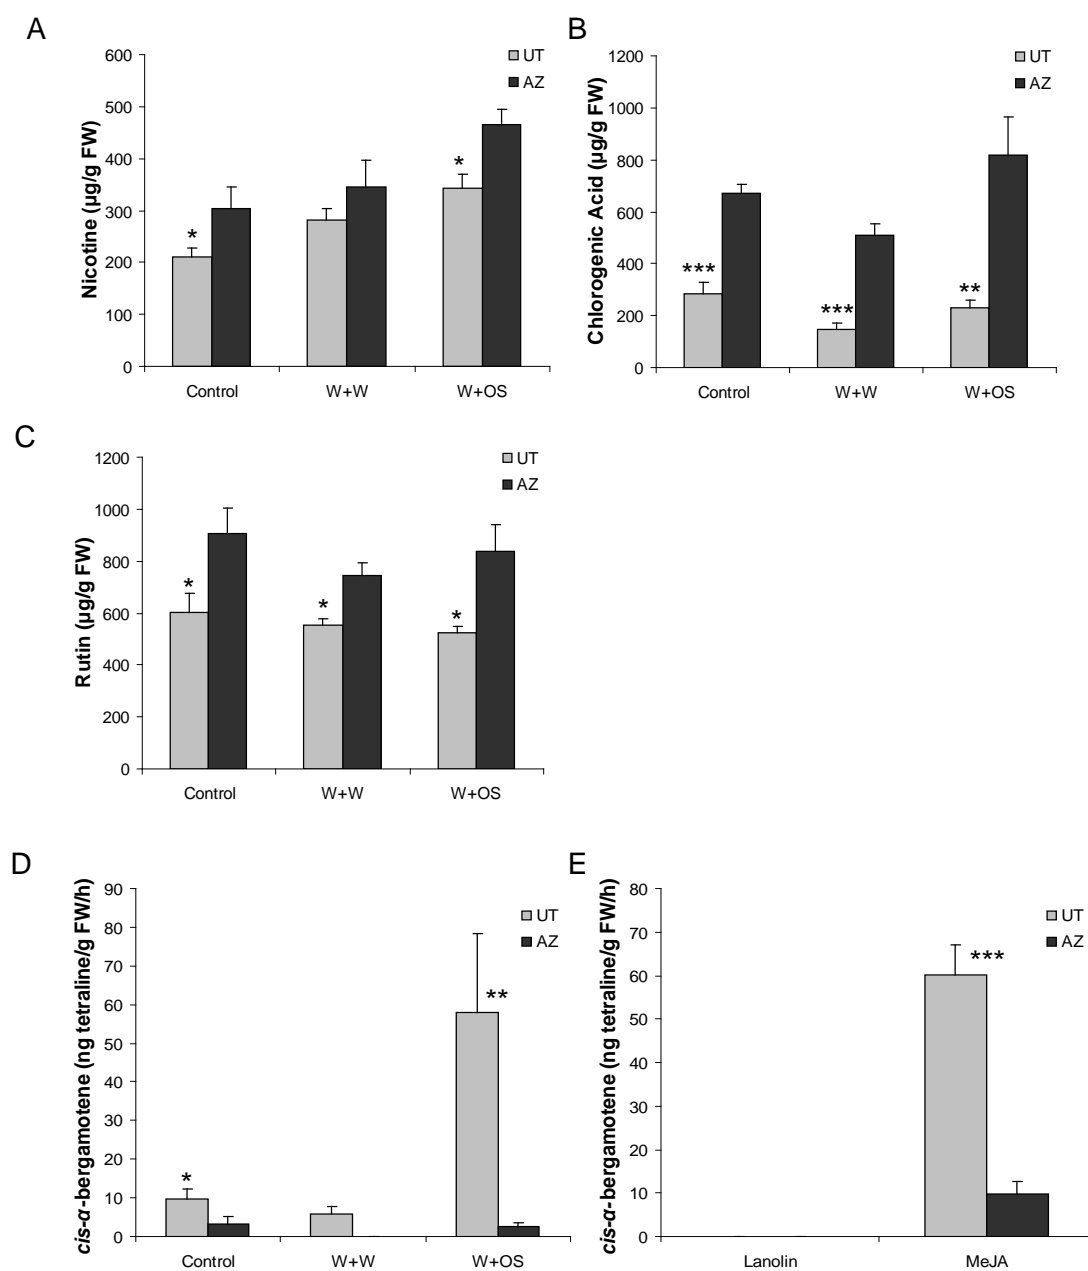 A
Nicotine (µg/g FW)
600
500
400
300
200
100
0
UT
AZ
*
*
Control
W+W
W+OS
B
Chlorogenic Acid (µg/g FW)
1200
1000
800
600
400
200
0
UT
AZ
***
***
**
Control
W+W
W+OS
C
Rutin (µg/g FW)
1200
1000
800
600
400
200
0
UT
AZ
*
*
*
Control
W+W
W+OS
D
cis-α-bergamotene (ng tetraline/g FW/h)
90
80
70
60
50
40
30
20
10
0
UT
AZ
*
**
Control
W+W
W+OS
E
cis-α-bergamotene (ng tetraline/g FW/h)
80
70
60
50
40
30
20
10
0
UT
AZ
***
Lanolin
MeJA